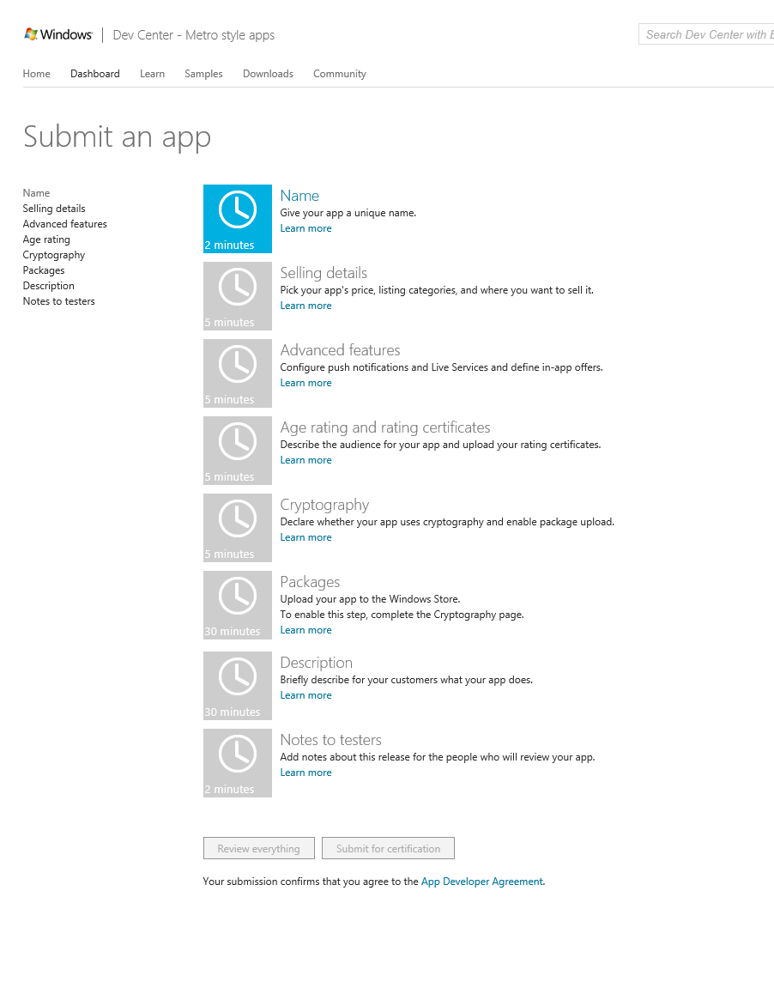 Windows
Dev Center - Metro style apps
Search Dev Center with
Home Dashboard Learn Samples Downloads Community
Submit an app
Name
Selling details
Advanced features
Age rating
Cryptography
Packages
Description
Notes to testers
2 minutes
Name
Give your app a unique name.
Learn more
5 minutes
Selling details
Pick your app's price, listing categories, and where you want to sell it.
Learn more
5 minutes
Advanced features
Configure push notifications and Live Services and define in-app offers.
Learn more
5 minutes
Age rating and rating certificates
Describe the audience for your app and upload your rating certificates.
Learn more
5 minutes
Cryptography
Declare whether your app uses cryptography and enable package upload.
Learn more
30 minutes
Packages
Upload your app to the Windows Store.
To enable this step, complete the Cryptography page.
Learn more
30 minutes
Description
Briefly describe for your customers what your app does.
Learn more
2 minutes
Notes to testers
Add notes about this release for the people who will review your app.
Learn more
Review everything Submit for certification
Your submission confirms that you agree to the App Developer Agreement.